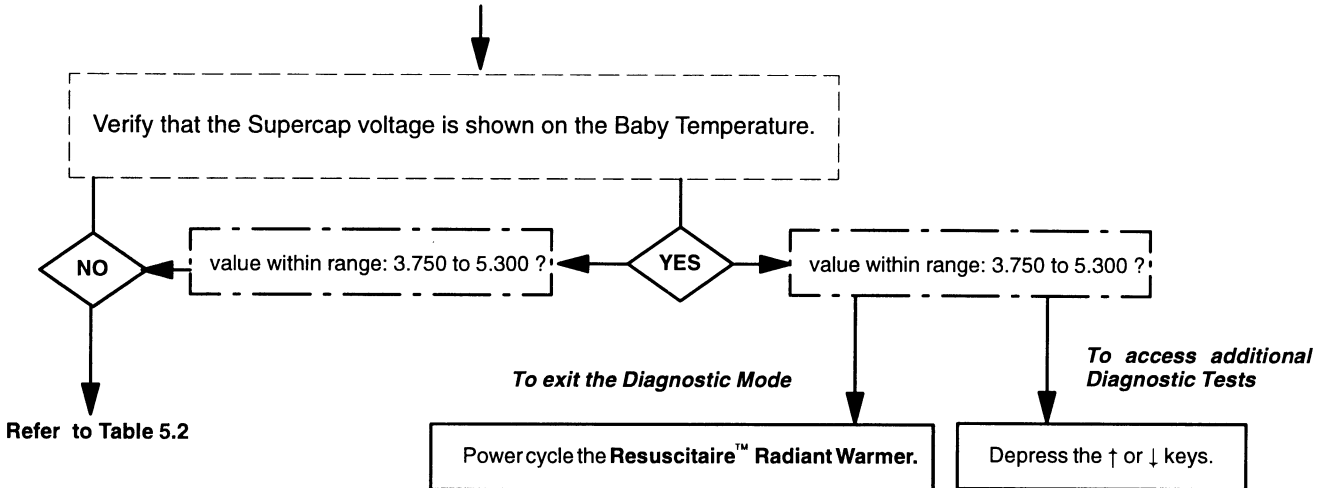 Verify that the Supercap voltage is shown on the Baby Temperature.
NO
value within range: 3.750 to 5.300 ?
YES
value within range: 3.750 to 5.300 ?
To exit the Diagnostic Mode
To access additional
Diagnostic Tests
Refer to Table 5.2
Power cycle the Resuscitaire™ Radiant Warmer.
Depress the ↑ or ↓ keys.